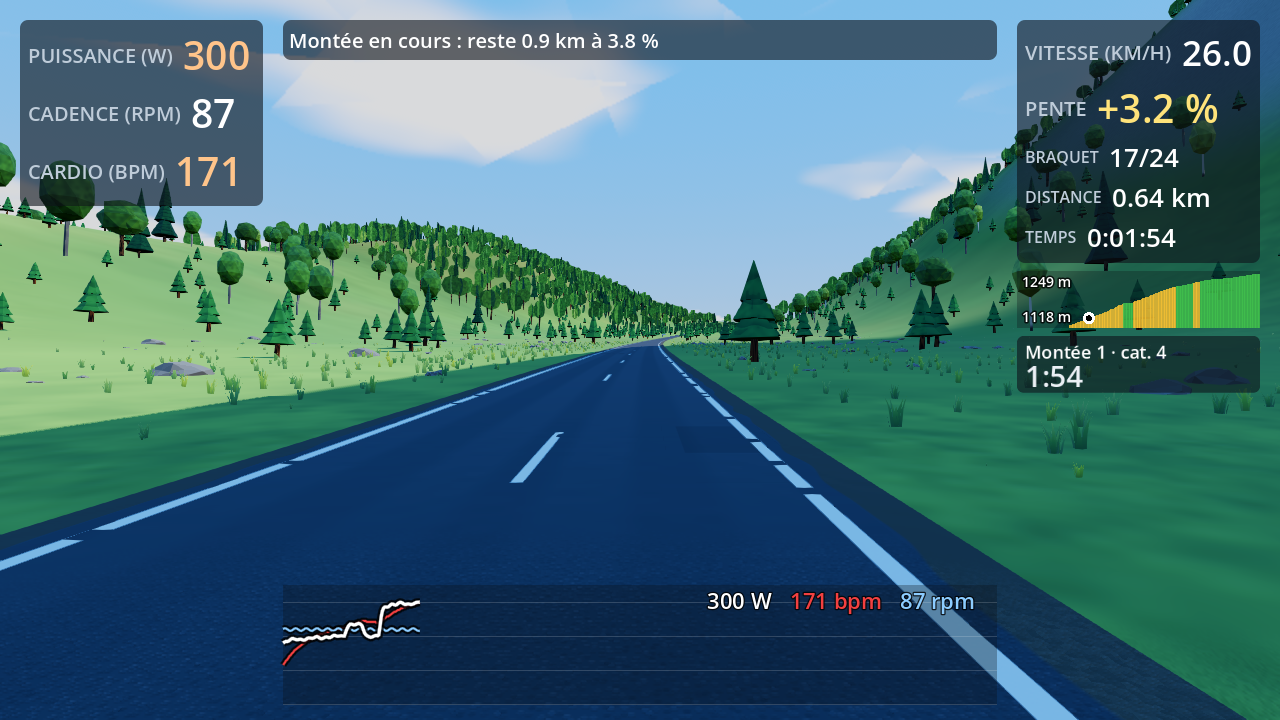 PUISSANCE (W) 300
CADENCE (RPM) 87
CARDIO (BPM) 171
Montée en cours : reste 0.9 km à 3.8 %
VITESSE (KM/H) 26.0
PENTE +3.2 %
BRAQUET 17/24
DISTANCE 0.64 km
TEMPS 0:01:54
1249 m
1118 m
Montée 1 · cat. 4
1:54
300 W 171 bpm 87 rpm